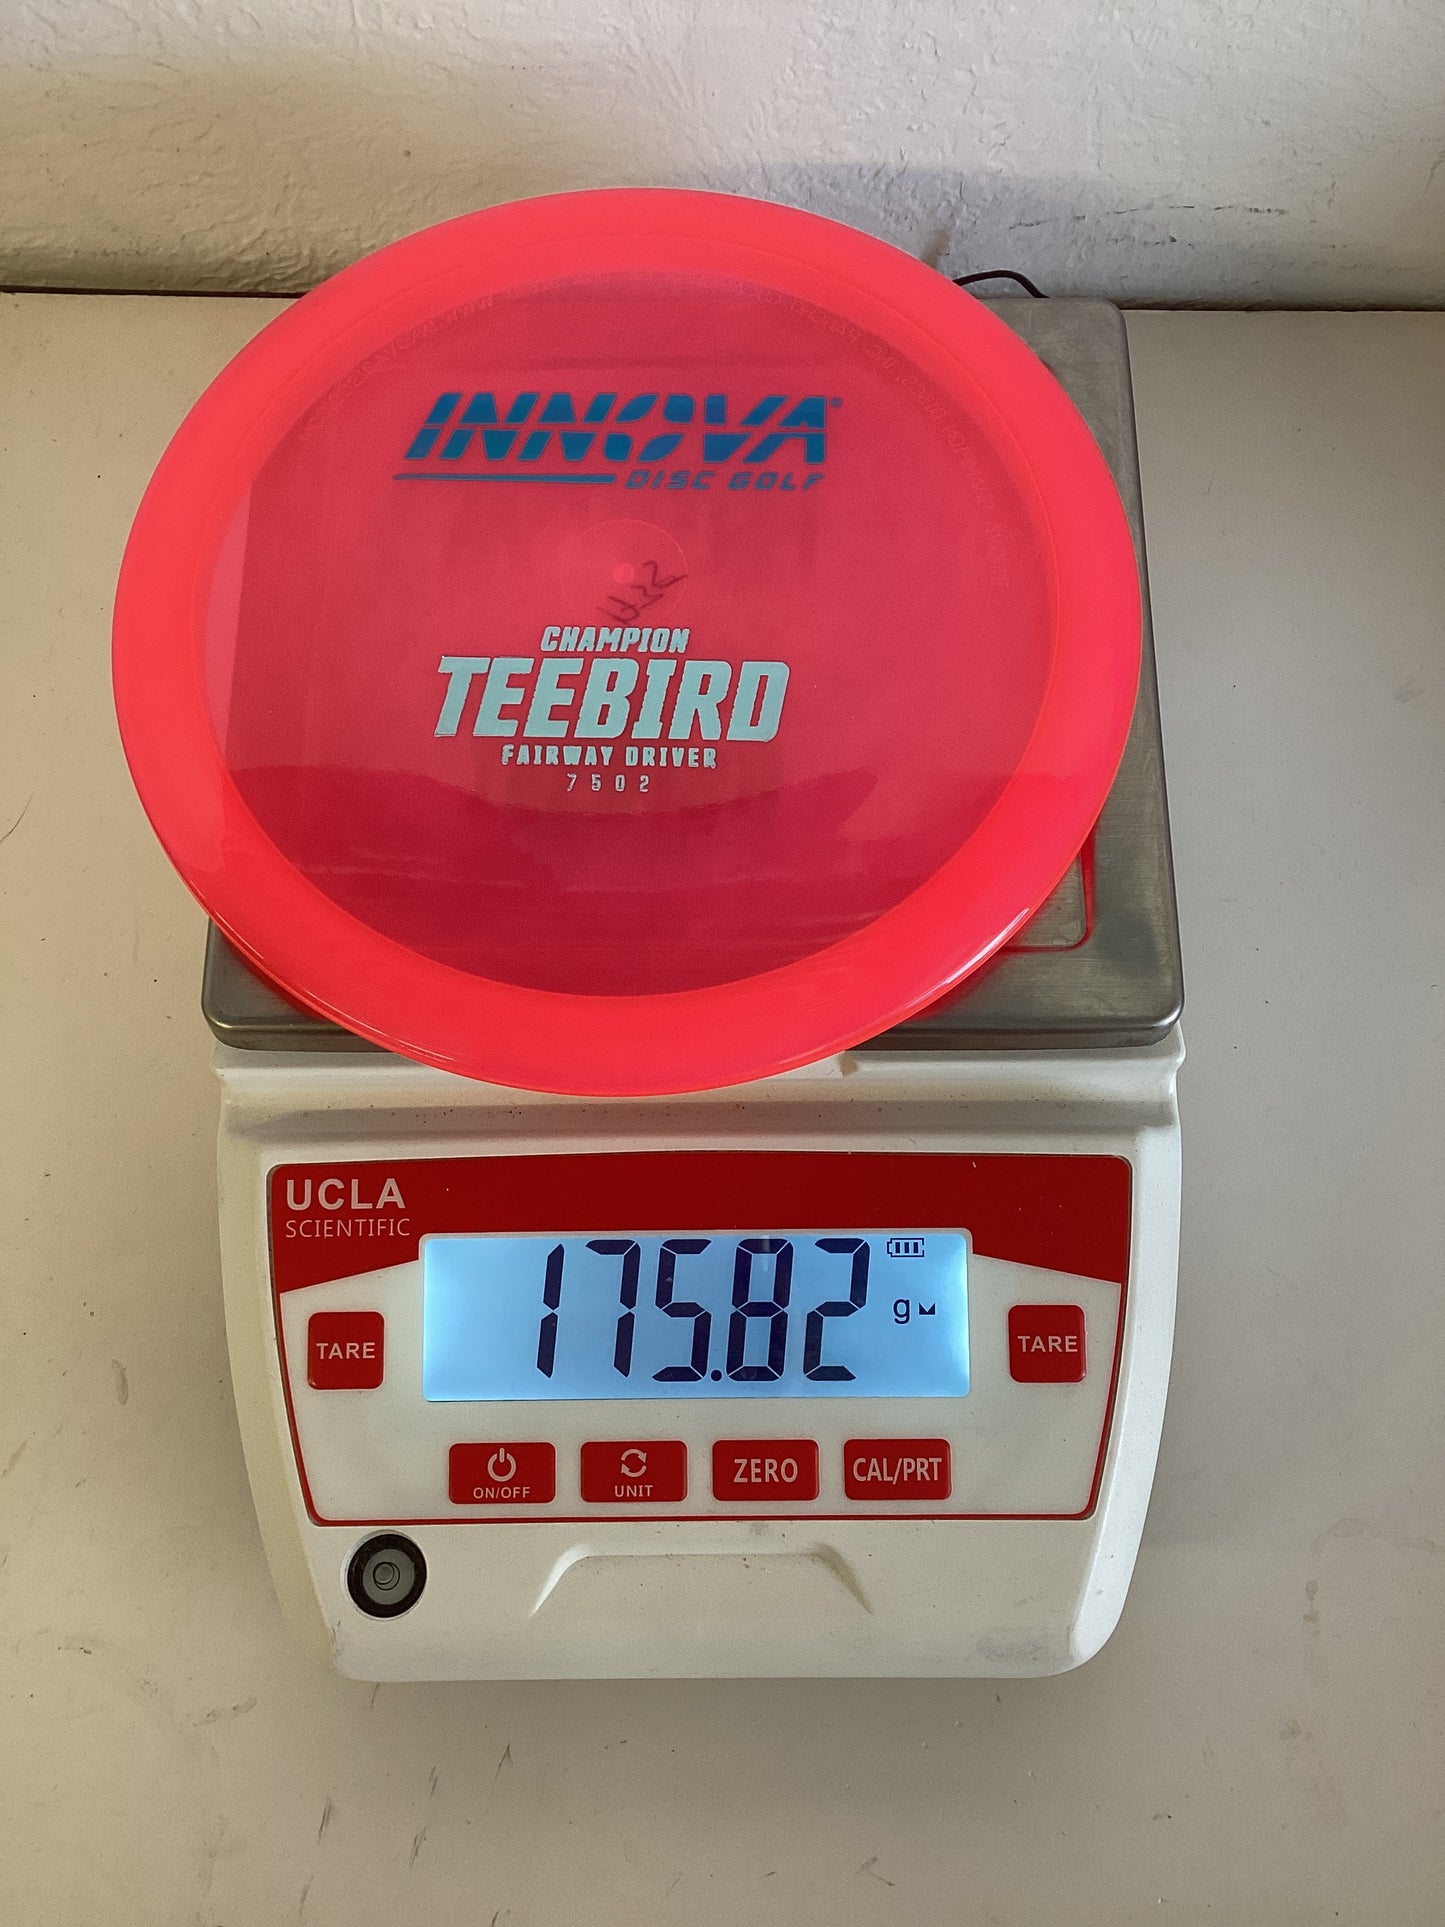 INNOVA®
DISC GOLF
CHAMPION
TEEBIRD
FAIRWAY DRIVER
7 5 0 2
UCLA
SCIENTIFIC
175.82 g
TARE
TARE
ON/OFF
UNIT
ZERO
CAL/PRT